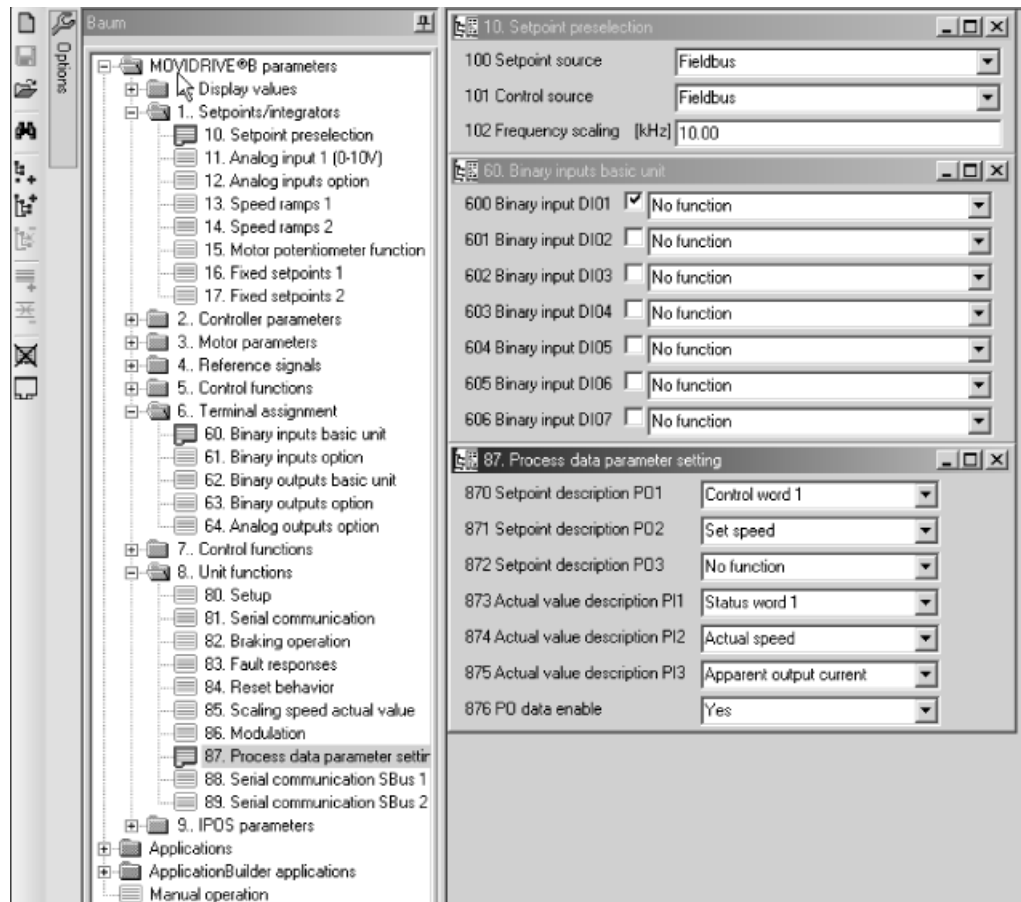 Options
Baum
MOVIDRIVE®B parameters
Display values
1.. Setpoints/integrators
10. Setpoint preselection
11. Analog input 1 (0-10V)
12. Analog inputs option
13. Speed ramps 1
14. Speed ramps 2
15. Motor potentiometer function
16. Fixed setpoints 1
17. Fixed setpoints 2
2.. Controller parameters
3.. Motor parameters
4.. Reference signals
5.. Control functions
6.. Terminal assignment
60. Binary inputs basic unit
61. Binary inputs option
62. Binary outputs basic unit
63. Binary outputs option
64. Analog outputs option
7.. Control functions
8.. Unit functions
80. Setup
81. Serial communication
82. Braking operation
83. Fault responses
84. Reset behavior
85. Scaling speed actual value
86. Modulation
87. Process data parameter settir
88. Serial communication SBus 1
89. Serial communication SBus 2
9.. IPOS parameters
Applications
ApplicationBuilder applications
Manual operation
10. Setpoint preselection
100 Setpoint source Fieldbus
101 Control source Fieldbus
102 Frequency scaling [kHz] 10.00
60. Binary inputs basic unit
600 Binary input DI01 No function
601 Binary input DI02 No function
602 Binary input DI03 No function
603 Binary input DI04 No function
604 Binary input DI05 No function
605 Binary input DI06 No function
606 Binary input DI07 No function
87. Process data parameter setting
870 Setpoint description PO1 Control word 1
871 Setpoint description PO2 Set speed
872 Setpoint description PO3 No function
873 Actual value description PI1 Status word 1
874 Actual value description PI2 Actual speed
875 Actual value description PI3 Apparent output current
876 PO data enable Yes